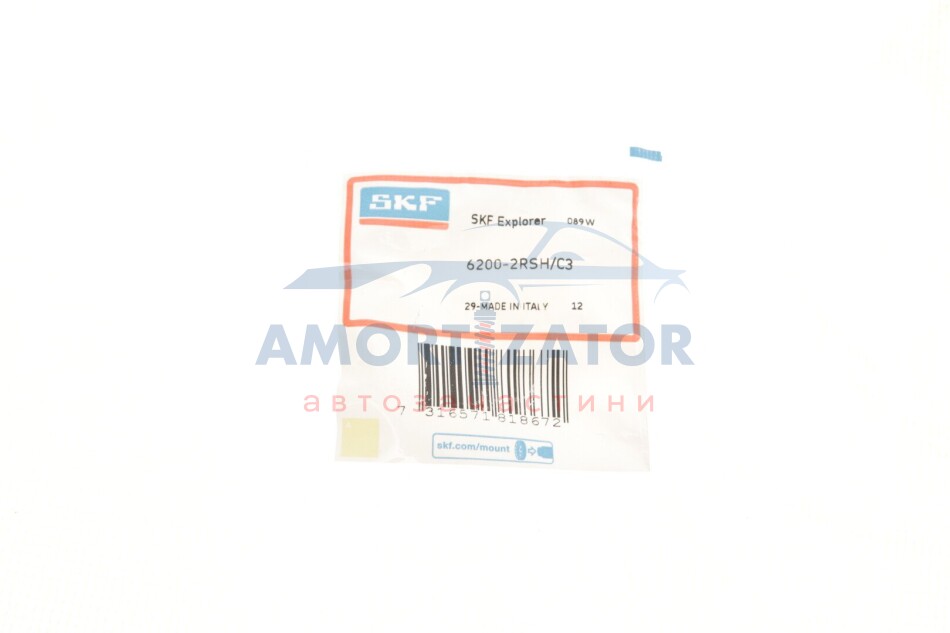 SKF
SKF Explorer 089W
6200-2RSH/C3
29-MADE IN ITALY 12
AMORTIZATOR
автозапчастини
7 316571 818672
skf.com/mount